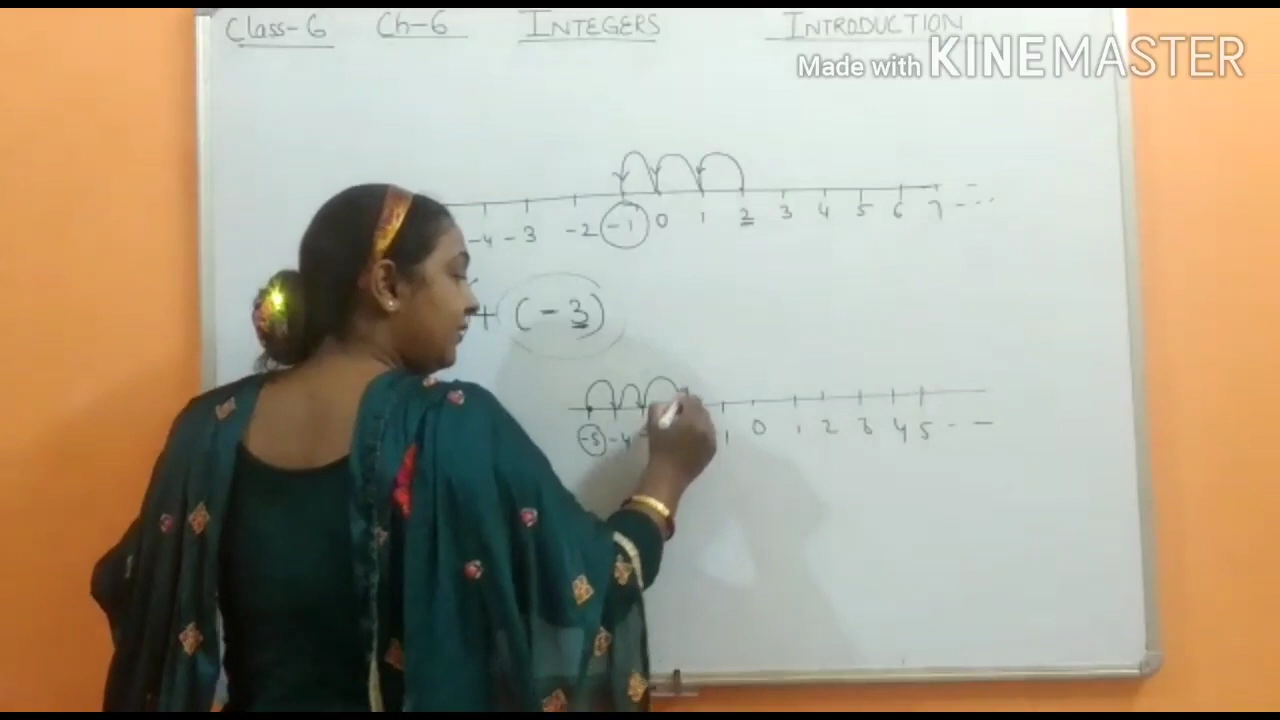 Class-6 Ch-6 INTEGERS INTRODUCTION
Made with KINEMASTER
-4 -3 -2 -1 0 1 2 3 4 5 6 7 -...
+ (-3)
-5 -4 1 0 1 2 3 4 5 - -